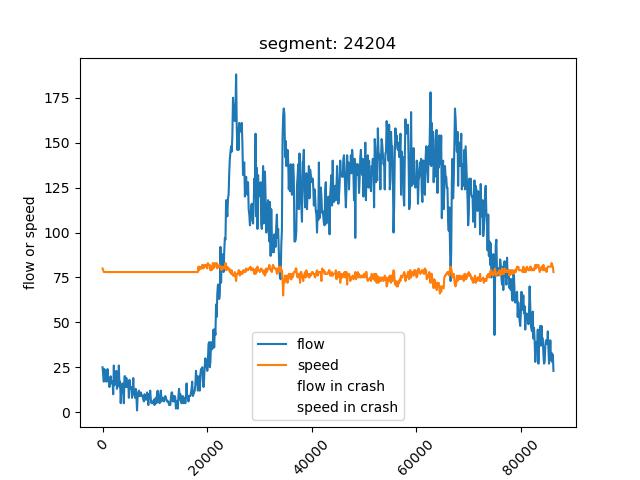 segment: 24204
flow or speed
175
150
125
100
75
50
25
0
flow
speed
flow in crash
speed in crash
0
20000
40000
60000
80000